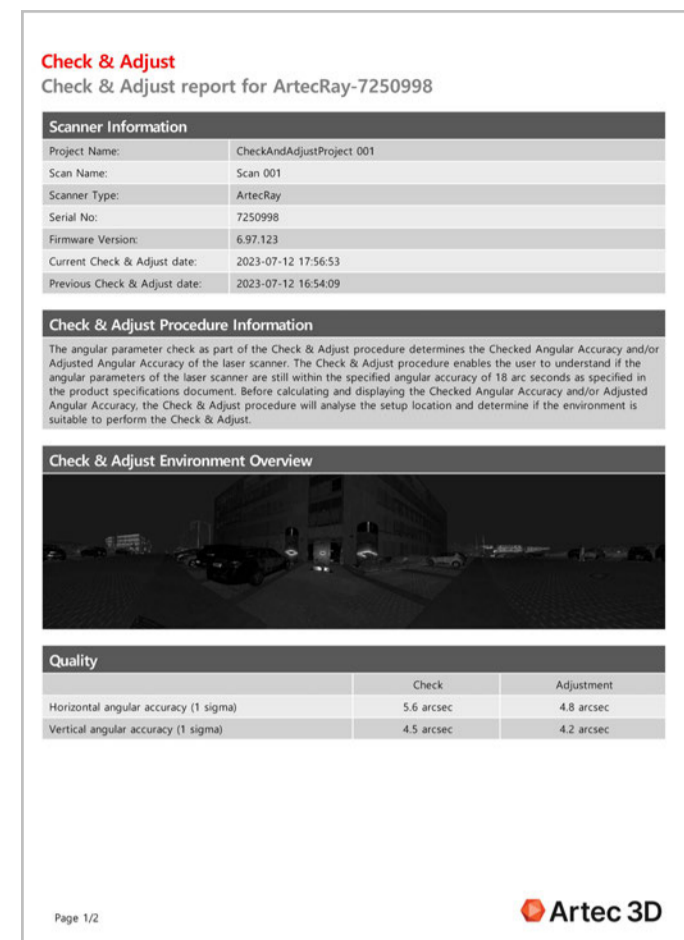 Check & Adjust
Check & Adjust report for ArtecRay-7250998
Scanner Information
Project Name: CheckAndAdjustProject 001
Scan Name: Scan 001
Scanner Type: ArtecRay
Serial No: 7250998
Firmware Version: 6.97.123
Current Check & Adjust date: 2023-07-12 17:56:53
Previous Check & Adjust date: 2023-07-12 16:54:09
Check & Adjust Procedure Information
The angular parameter check as part of the Check & Adjust procedure determines the Checked Angular Accuracy and/or
Adjusted Angular Accuracy of the laser scanner. The Check & Adjust procedure enables the user to understand if the
angular parameters of the laser scanner are still within the specified angular accuracy of 18 arc seconds as specified in
the product specifications document. Before calculating and displaying the Checked Angular Accuracy and/or Adjusted
Angular Accuracy, the Check & Adjust procedure will analyse the setup location and determine if the environment is
suitable to perform the Check & Adjust.
Check & Adjust Environment Overview
Quality
Check Adjustment
Horizontal angular accuracy (1 sigma) 5.6 arcsec 4.8 arcsec
Vertical angular accuracy (1 sigma) 4.5 arcsec 4.2 arcsec
Page 1/2
Artec 3D